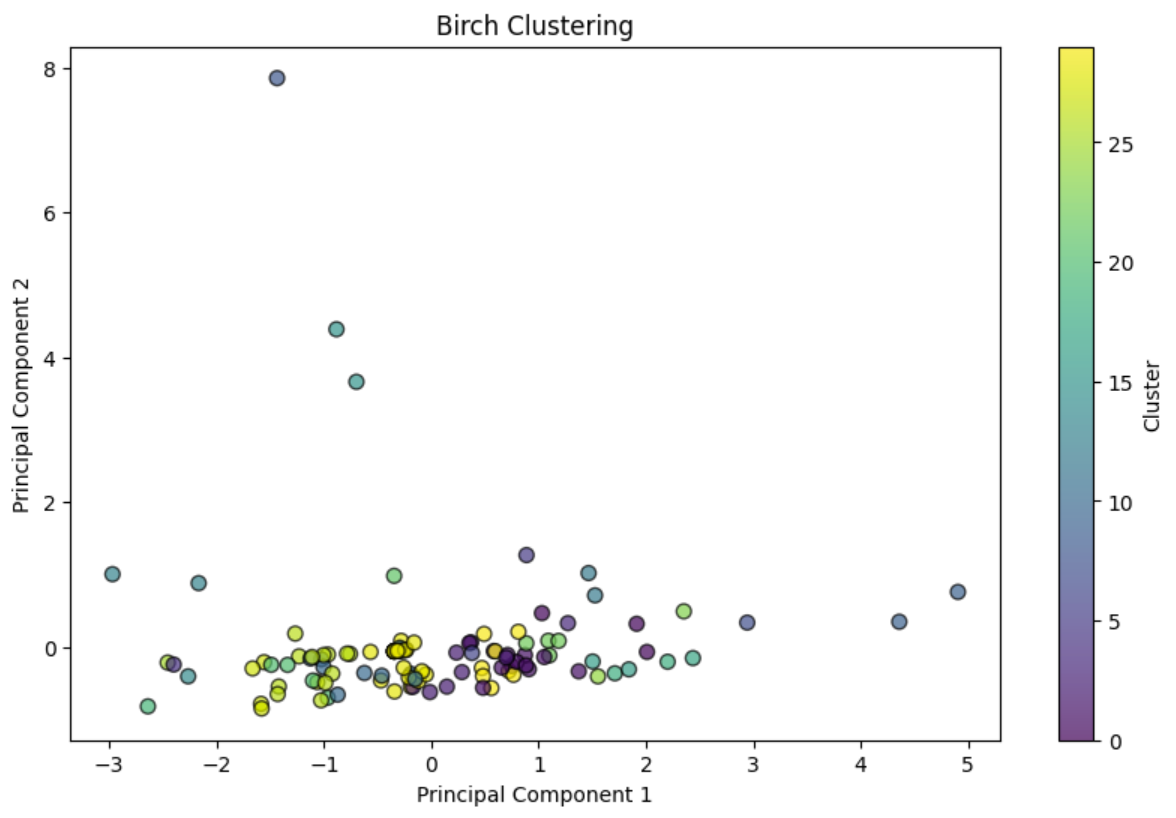 Birch Clustering
8
6
4
2
0
Principal Component 2
−3 −2 −1 0 1 2 3 4 5
Principal Component 1
25
20
15
10
5
0
Cluster